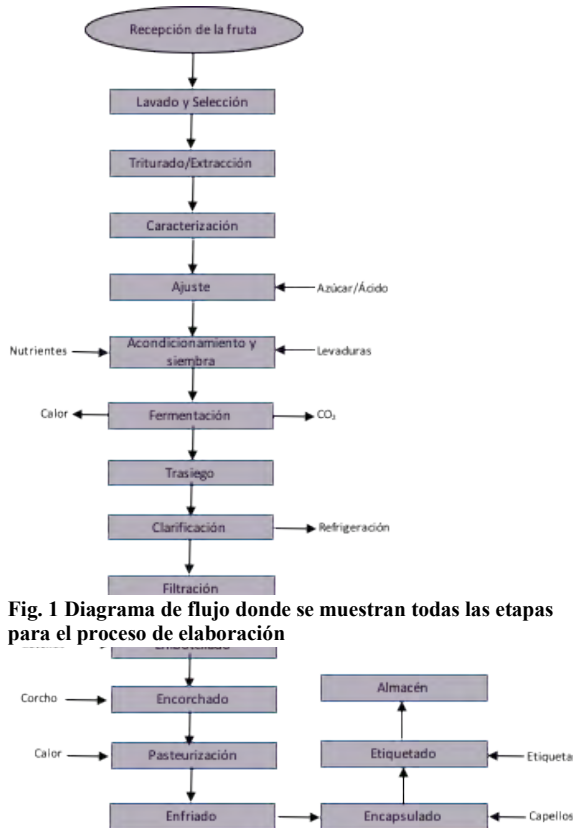 Recepción de la fruta
Lavado y Selección
Triturado/Extracción
Caracterización
Ajuste
Azúcar/Ácido
Nutrientes
Acondicionamiento y
siembra
Levaduras
Calor
Fermentación
CO₂
Trasiego
Clarificación
Refrigeración
Filtración
Fig. 1 Diagrama de flujo donde se muestran todas las etapas
para el proceso de elaboración
Corcho
Encorchado
Almacén
Calor
Pasteurización
Etiquetado
Etiqueta
Enfriado
Encapsulado
Capellos